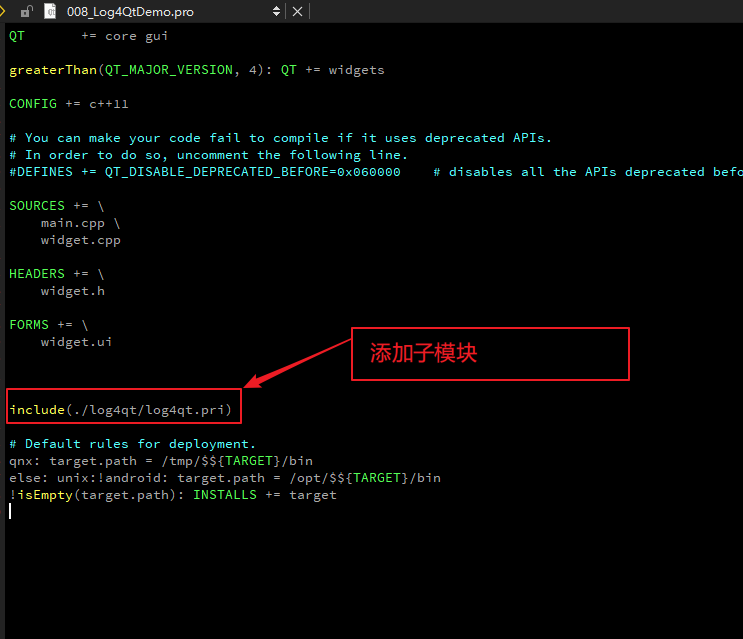 008_Log4QtDemo.pro
QT       += core gui
greaterThan(QT_MAJOR_VERSION, 4): QT += widgets
CONFIG += c++11
# You can make your code fail to compile if it uses deprecated APIs.
# In order to do so, uncomment the following line.
#DEFINES += QT_DISABLE_DEPRECATED_BEFORE=0x060000    # disables all the APIs deprecated befo
SOURCES += \
    main.cpp \
    widget.cpp
HEADERS += \
    widget.h
FORMS += \
    widget.ui
添加子模块
include(./log4qt/log4qt.pri)
# Default rules for deployment.
qnx: target.path = /tmp/$${TARGET}/bin
else: unix:!android: target.path = /opt/$${TARGET}/bin
!isEmpty(target.path): INSTALLS += target